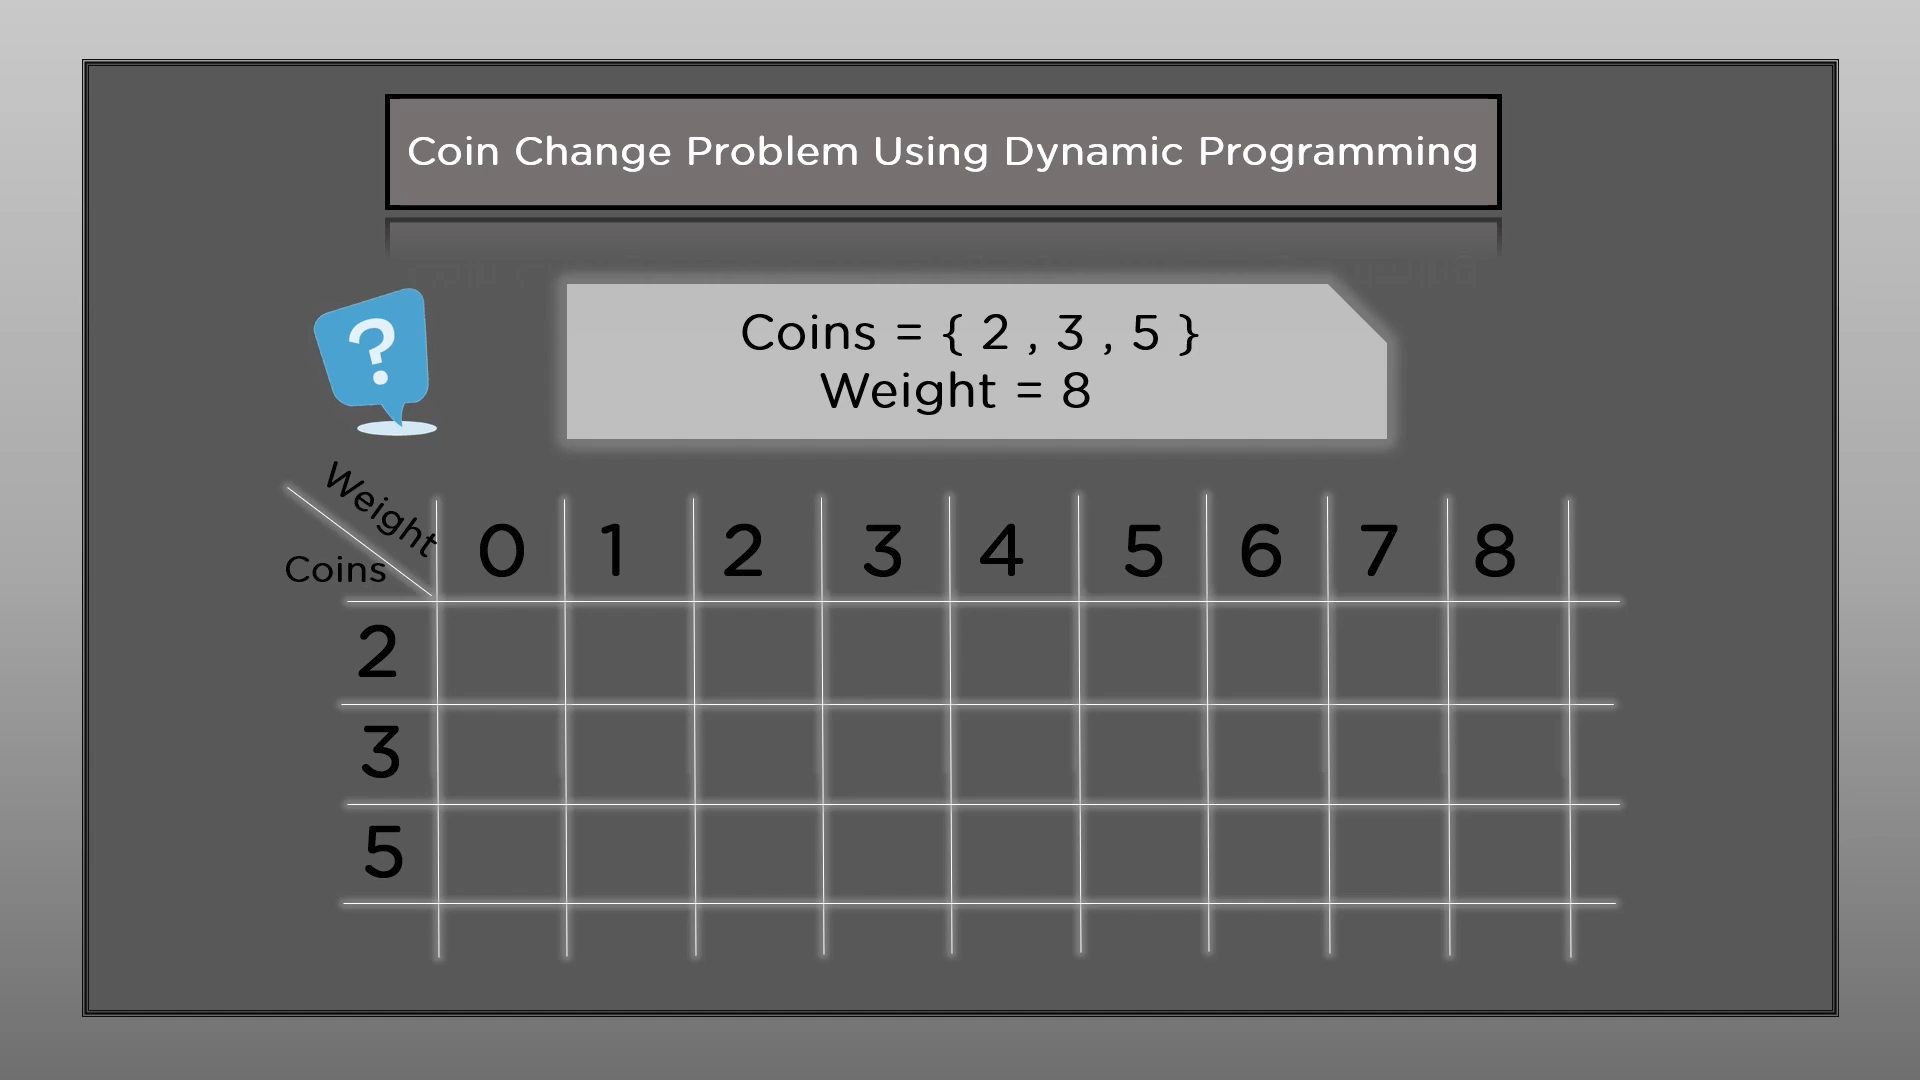 Coin Change Problem Using Dynamic Programming
?
Coins = { 2 , 3 , 5 }
Weight = 8
Weight
Coins
0 1 2 3 4 5 6 7 8
2
3
5